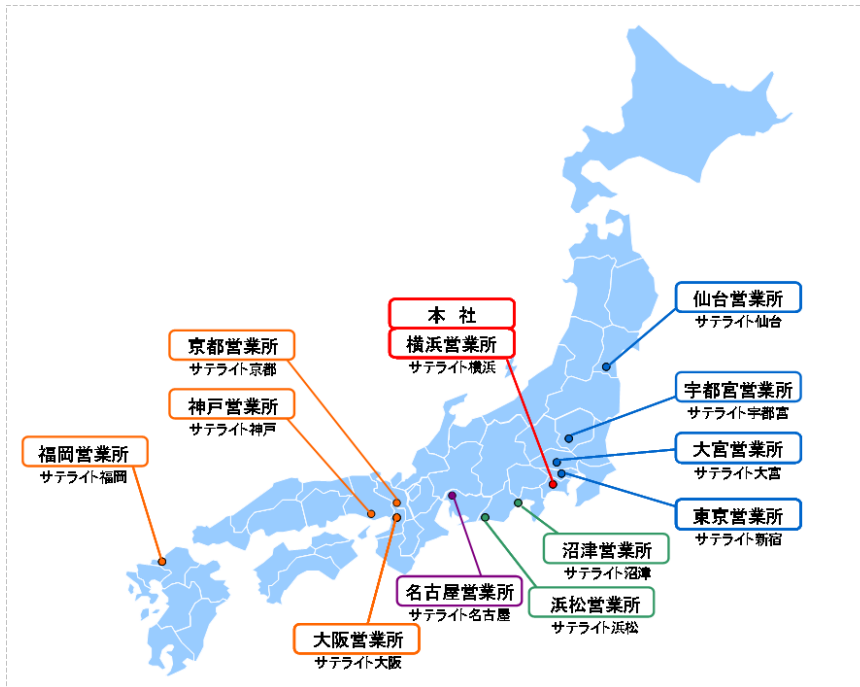 仙台営業所
サテライト仙台
本 社
横浜営業所
サテライト横浜
京都営業所
サテライト京都
神戸営業所
サテライト神戸
宇都宮営業所
サテライト宇都宮
福岡営業所
サテライト福岡
大宮営業所
サテライト大宮
東京営業所
サテライト新宿
沼津営業所
サテライト沼津
名古屋営業所
サテライト名古屋
浜松営業所
サテライト浜松
大阪営業所
サテライト大阪